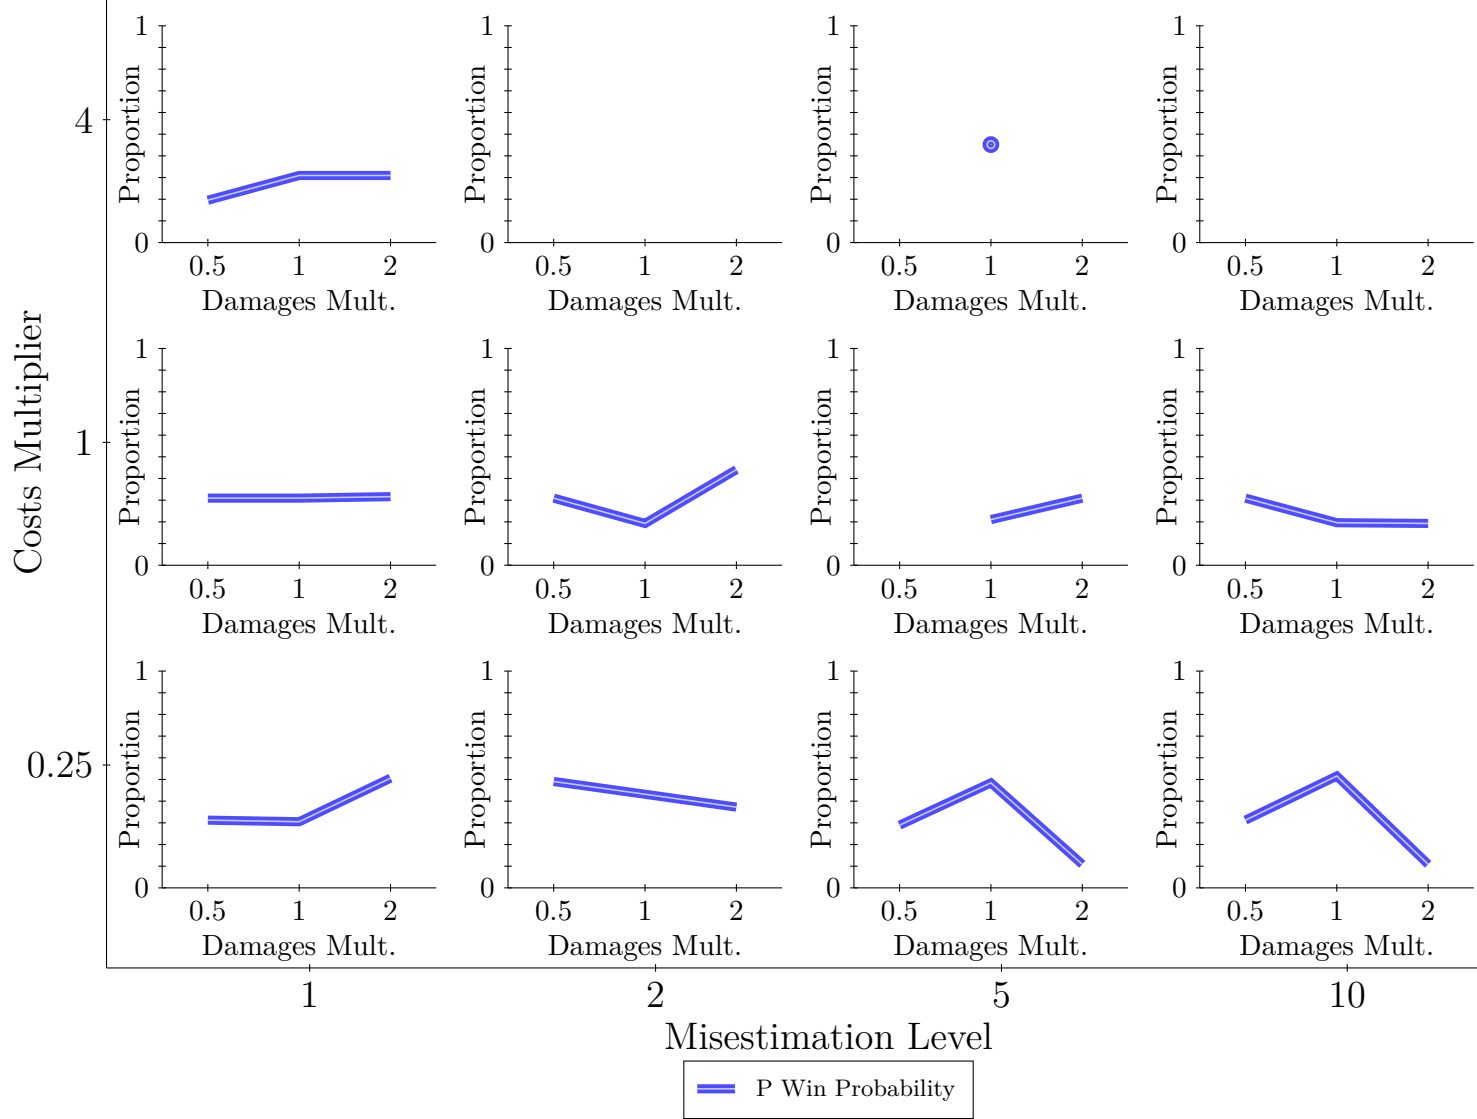 1 1 1 1
Proportion Proportion Proportion Proportion
4
0 0 0 0
0.5 1 2 0.5 1 2 0.5 1 2 0.5 1 2
Damages Mult. Damages Mult. Damages Mult. Damages Mult.
Costs Multiplier
1 1 1 1
Proportion Proportion Proportion Proportion
1
0 0 0 0
0.5 1 2 0.5 1 2 0.5 1 2 0.5 1 2
Damages Mult. Damages Mult. Damages Mult. Damages Mult.
1 1 1 1
Proportion Proportion Proportion Proportion
0.25
0 0 0 0
0.5 1 2 0.5 1 2 0.5 1 2 0.5 1 2
Damages Mult. Damages Mult. Damages Mult. Damages Mult.
1 2 5 10
Misestimation Level
P Win Probability